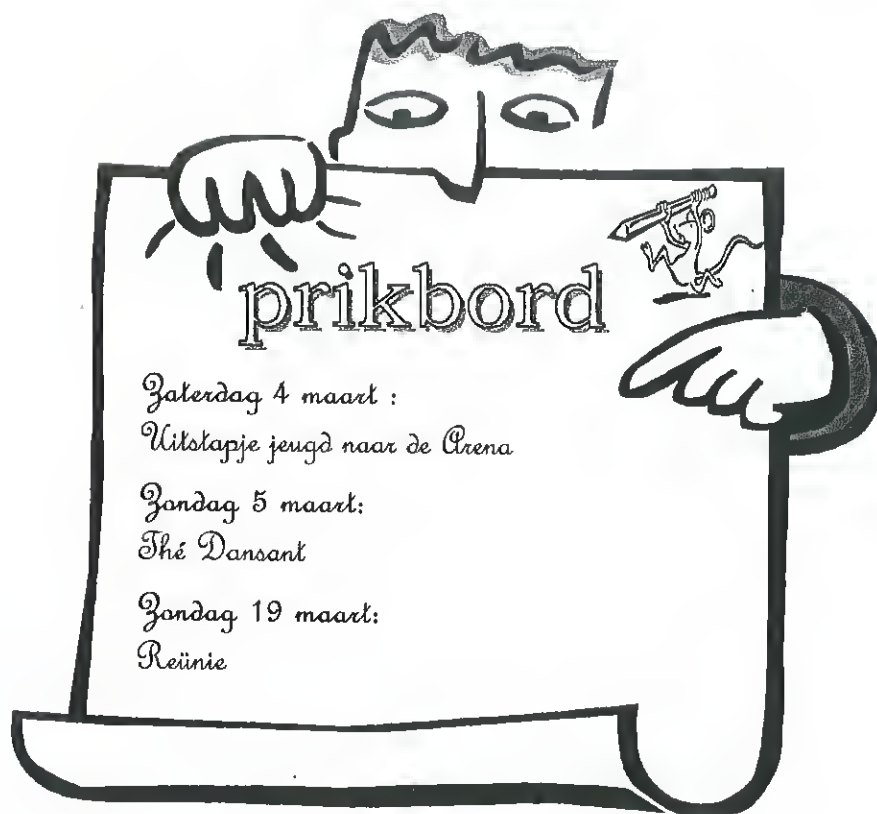 prikbord
Zaterdag 4 maart :
Uitstapje jeugd naar de Arena
Zondag 5 maart:
Thé Dansant
Zondag 19 maart:
Reünie